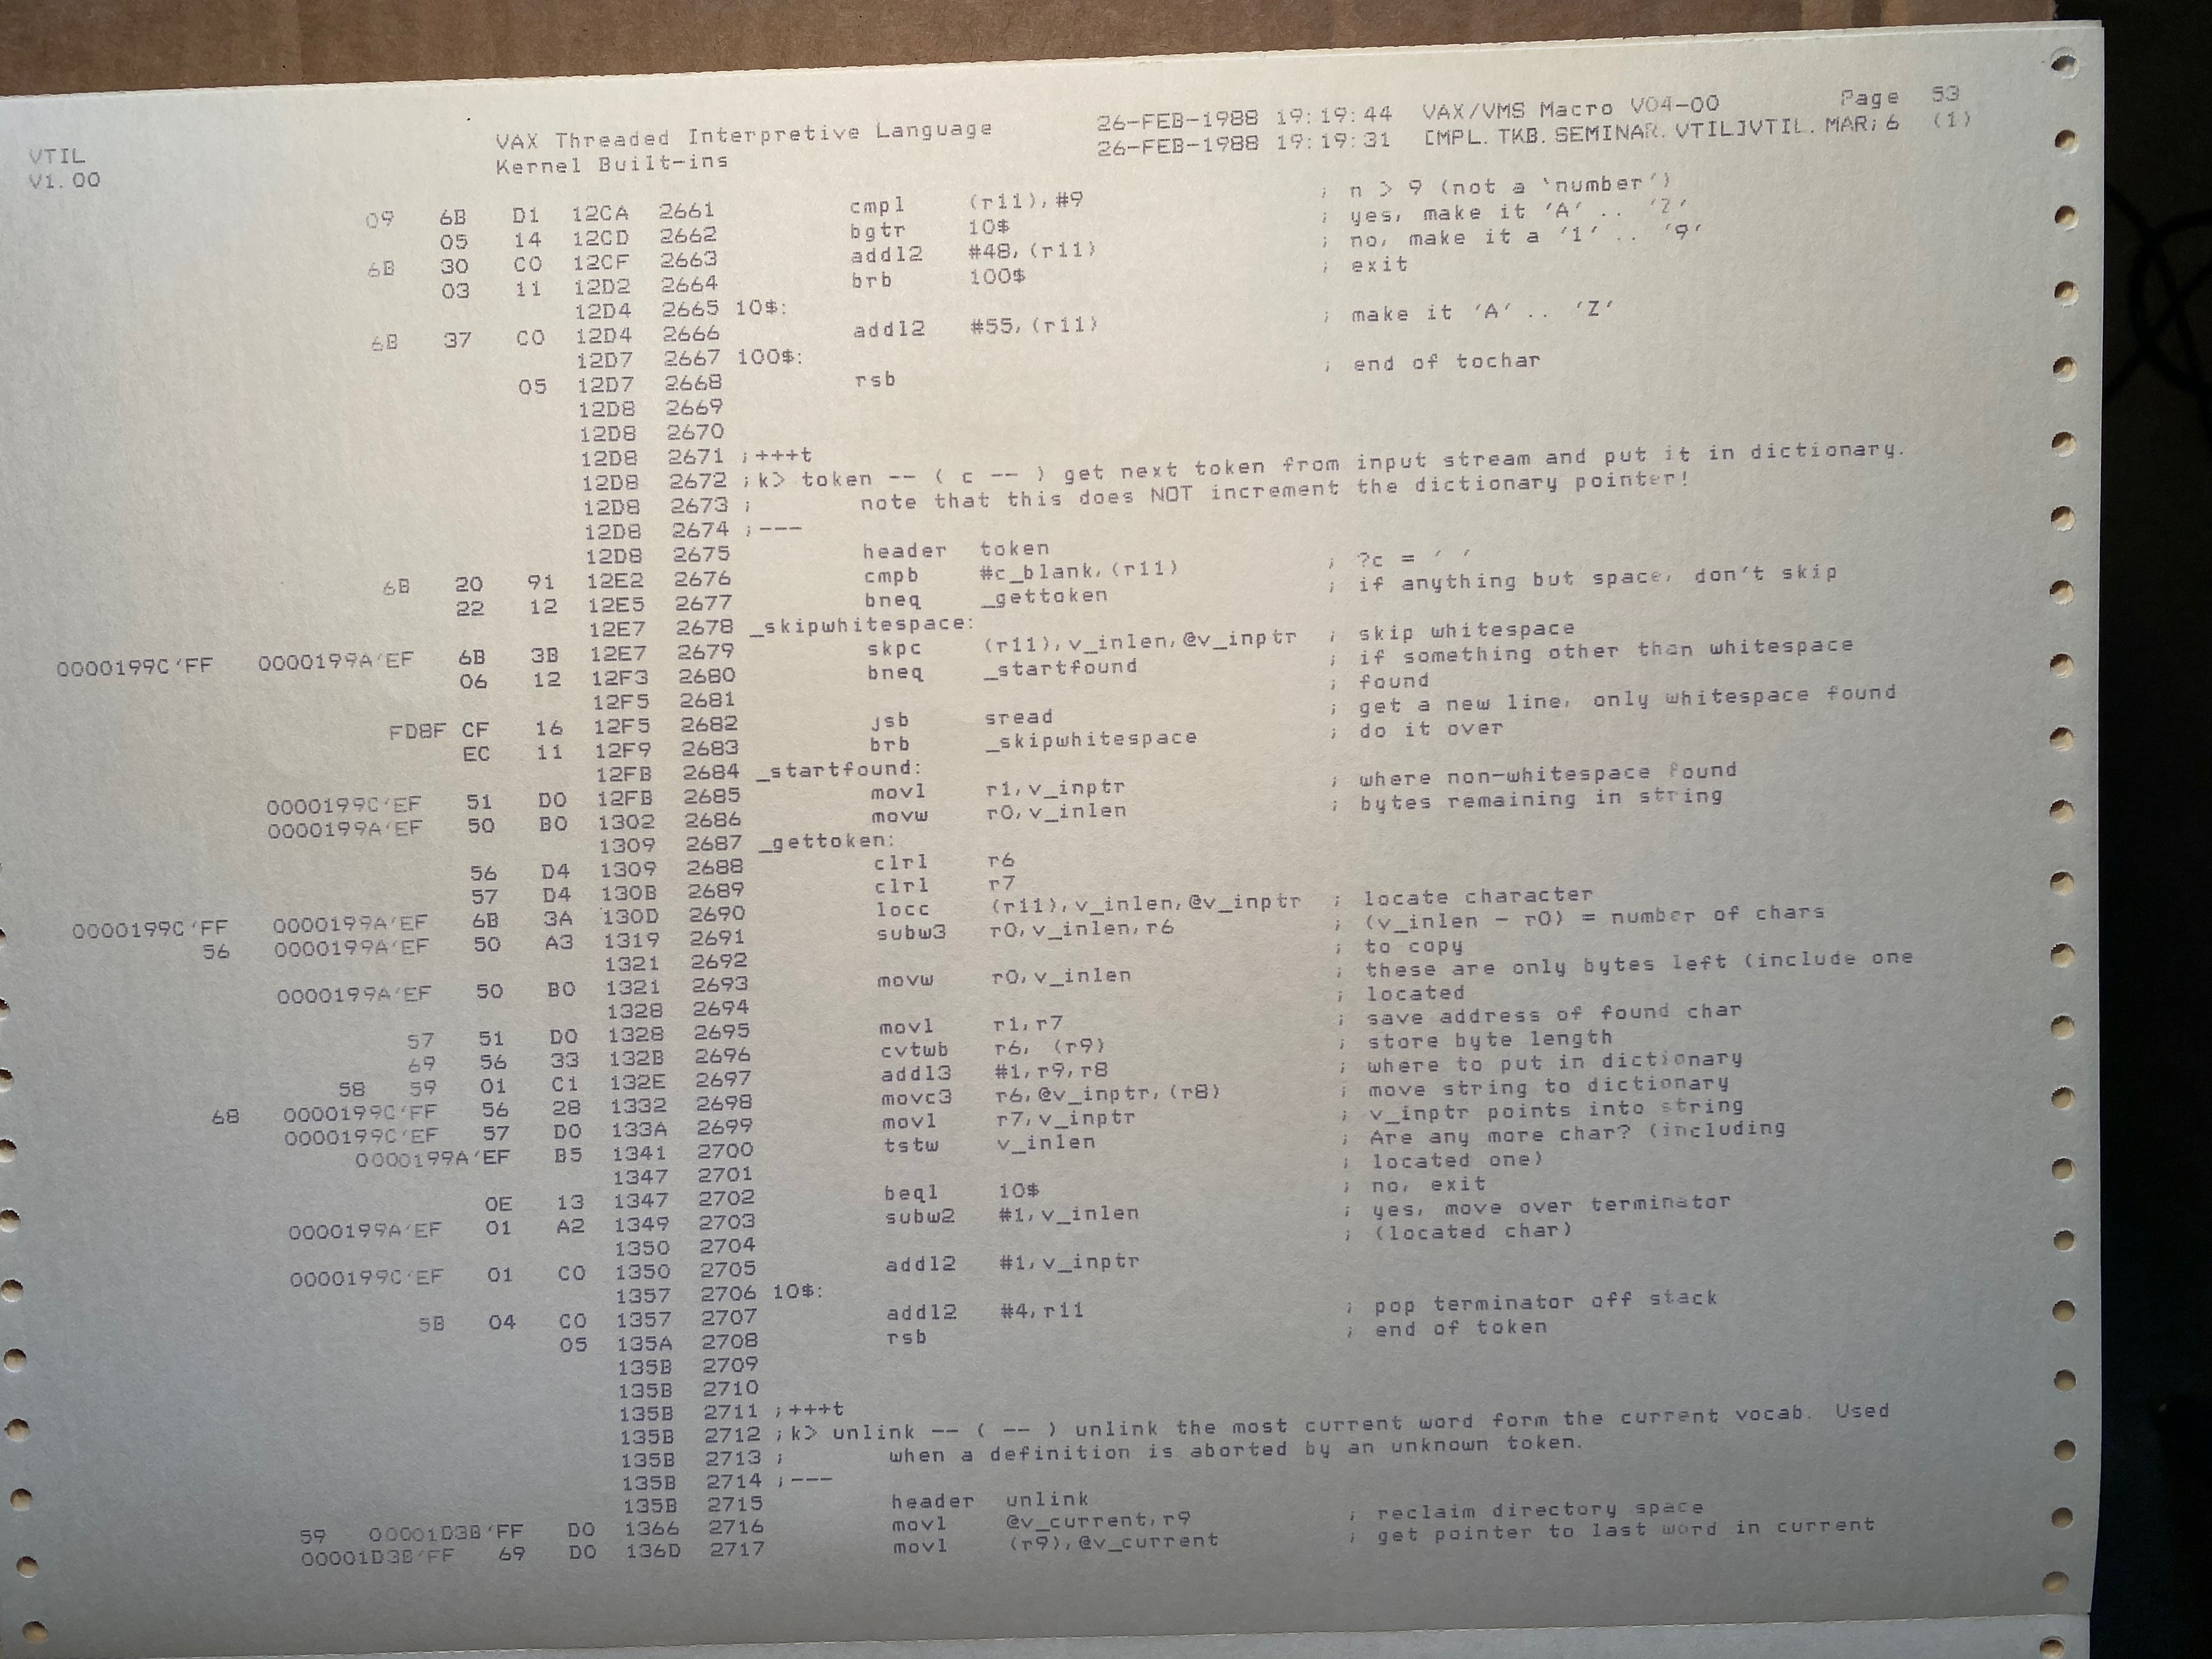 VTIL VAX Threaded Interpretive Language 26-FEB-1988 19:19:44 VAX/VMS Macro V04-00 Page 53
V1.00 Kernel Built-ins 26-FEB-1988 19:19:31 [MPL.TKB.SEMINAR.VTIL]VTIL.MAR;6 (1)
09 6B D1 12CA 2661 cmpl (r11),#9 ; n > 9 (not a `number')
05 14 12CD 2662 bgtr 10$ ; yes, make it 'A' .. 'Z'
6B 30 C0 12CF 2663 addl2 #48,(r11) ; no, make it a '1' .. '9'
03 11 12D2 2664 brb 100$ ; exit
12D4 2665 10$:
6B 37 C0 12D4 2666 addl2 #55,(r11) ; make it 'A' .. 'Z'
12D7 2667 100$:
05 12D7 2668 rsb ; end of tochar
12D8 2669
12D8 2670
12D8 2671 ;+++t
12D8 2672 ;k> token -- ( c -- ) get next token from input stream and put it in dictionary.
12D8 2673 ; note that this does NOT increment the dictionary pointer!
12D8 2674 ;---
12D8 2675 header token
6B 20 91 12E2 2676 cmpb #c_blank,(r11) ; ?c = ' '
22 12 12E5 2677 bneq _gettoken ; if anything but space, don't skip
12E7 2678 _skipwhitespace:
0000199C'FF 0000199A'EF 6B 3B 12E7 2679 skpc (r11),v_inlen,@v_inptr ; skip whitespace
06 12 12F3 2680 bneq _startfound ; if something other than whitespace
12F5 2681 ; found
FD8F CF 16 12F5 2682 jsb sread ; get a new line, only whitespace found
EC 11 12F9 2683 brb _skipwhitespace ; do it over
12FB 2684 _startfound:
0000199C'EF 51 D0 12FB 2685 movl r1,v_inptr ; where non-whitespace found
0000199A'EF 50 B0 1302 2686 movw r0,v_inlen ; bytes remaining in string
1309 2687 _gettoken:
56 D4 1309 2688 clrl r6
57 D4 130B 2689 clrl r7
0000199C'FF 0000199A'EF 6B 3A 130D 2690 locc (r11),v_inlen,@v_inptr ; locate character
56 0000199A'EF 50 A3 1319 2691 subw3 r0,v_inlen,r6 ; (v_inlen - r0) = number of chars
1321 2692 ; to copy
0000199A'EF 50 B0 1321 2693 movw r0,v_inlen ; these are only bytes left (include one
1328 2694 ; located
57 51 D0 1328 2695 movl r1,r7 ; save address of found char
69 56 33 132B 2696 cvtwb r6, (r9) ; store byte length
58 59 01 C1 132E 2697 addl3 #1,r9,r8 ; where to put in dictionary
68 0000199C'FF 56 28 1332 2698 movc3 r6,@v_inptr,(r8) ; move string to dictionary
0000199C'EF 57 D0 133A 2699 movl r7,v_inptr ; v_inptr points into string
0000199A'EF B5 1341 2700 tstw v_inlen ; Are any more char? (including
1347 2701 ; located one)
0E 13 1347 2702 beql 10$ ; no, exit
0000199A'EF 01 A2 1349 2703 subw2 #1,v_inlen ; yes, move over terminator
1350 2704 ; (located char)
0000199C'EF 01 C0 1350 2705 addl2 #1,v_inptr
1357 2706 10$:
5B 04 C0 1357 2707 addl2 #4,r11 ; pop terminator off stack
05 135A 2708 rsb ; end of token
135B 2709
135B 2710
135B 2711 ;+++t
135B 2712 ;k> unlink -- ( -- ) unlink the most current word form the current vocab. Used
135B 2713 ; when a definition is aborted by an unknown token.
135B 2714 ;---
135B 2715 header unlink
59 00001D3B'FF D0 1366 2716 movl @v_current,r9 ; reclaim directory space
00001D3B'FF 69 D0 136D 2717 movl (r9),@v_current ; get pointer to last word in current